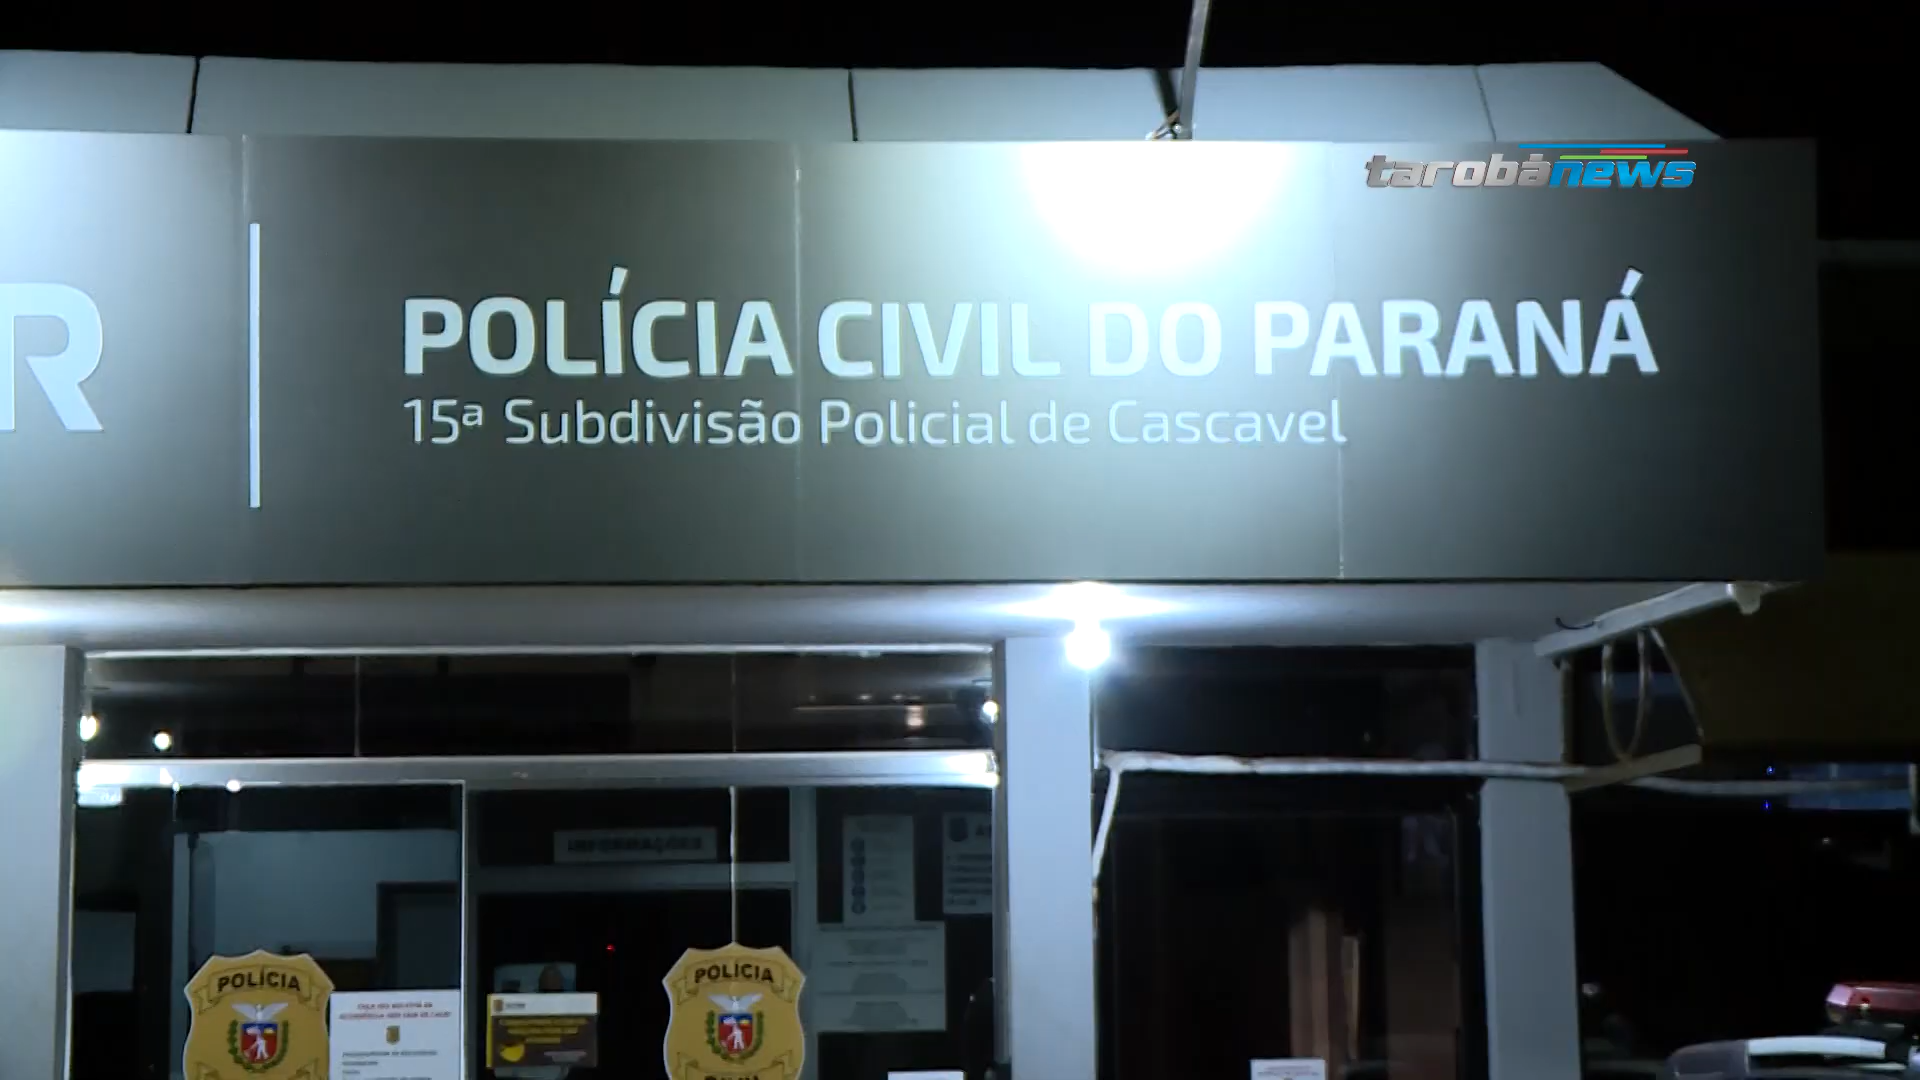 tarobánews
R
POLÍCIA CIVIL DO PARANÁ
15ª Subdivisão Policial de Cascavel
INFORMAÇÕES
POLÍCIA
POLÍCIA